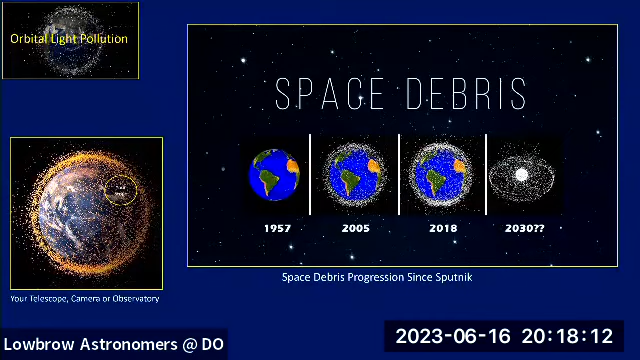 Orbital Light Pollution
SPACE DEBRIS
1957 2005 2018 2030??
Space Debris Progression Since Sputnik
Your Telescope, Camera or Observatory
Lowbrow Astronomers @ DO
2023-06-16 20:18:12